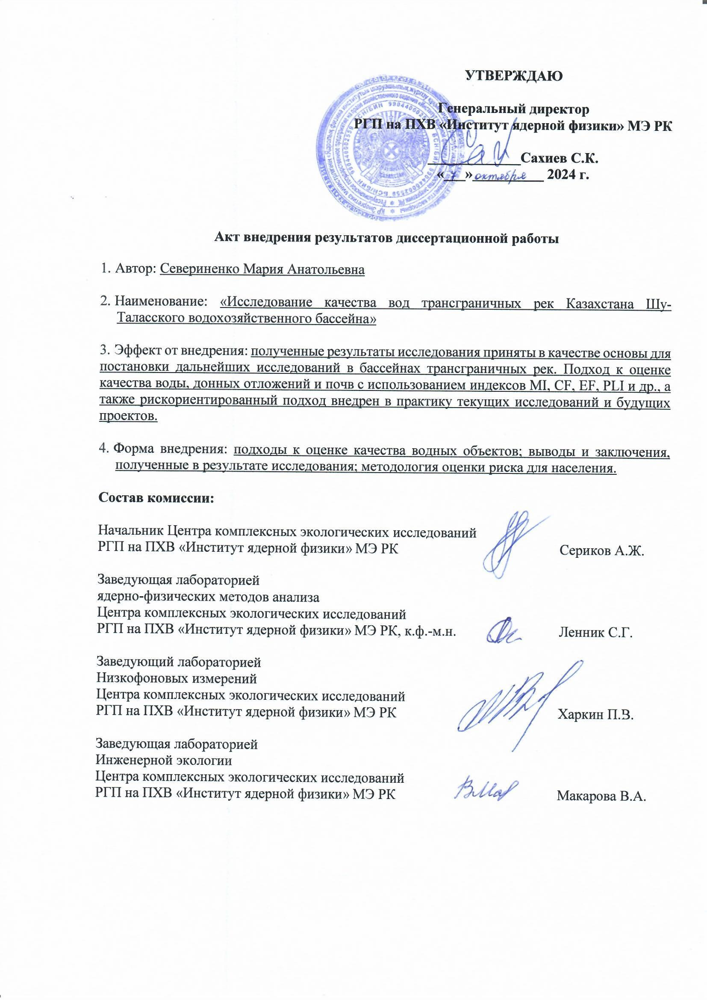 УТВЕРЖДАЮ
Генеральный директор
РГП на ПХВ «Институт ядерной физики» МЭ РК
Сахиев С.К.
«7» октября 2024 г.
БСН/БИН 990440002559
Акт внедрения результатов диссертационной работы
1. Автор: Севериненко Мария Анатольевна
2. Наименование: «Исследование качества вод трансграничных рек Казахстана Шу-
Таласского водохозяйственного бассейна»
3. Эффект от внедрения: полученные результаты исследования приняты в качестве основы для
постановки дальнейших исследований в бассейнах трансграничных рек. Подход к оценке
качества воды, донных отложений и почв с использованием индексов MI, CF, EF, PLI и др., а
также рискориентированный подход внедрен в практику текущих исследований и будущих
проектов.
4. Форма внедрения: подходы к оценке качества водных объектов; выводы и заключения,
полученные в результате исследования; методология оценки риска для населения.
Состав комиссии:
Начальник Центра комплексных экологических исследований
РГП на ПХВ «Институт ядерной физики» МЭ РК Сериков А.Ж.
Заведующая лабораторией
ядерно-физических методов анализа
Центра комплексных экологических исследований
РГП на ПХВ «Институт ядерной физики» МЭ РК, к.ф.-м.н. Ленник С.Г.
Заведующий лабораторией
Низкофоновых измерений
Центра комплексных экологических исследований
РГП на ПХВ «Институт ядерной физики» МЭ РК Харкин П.В.
Заведующая лабораторией
Инженерной экологии
Центра комплексных экологических исследований
РГП на ПХВ «Институт ядерной физики» МЭ РК Макарова В.А.